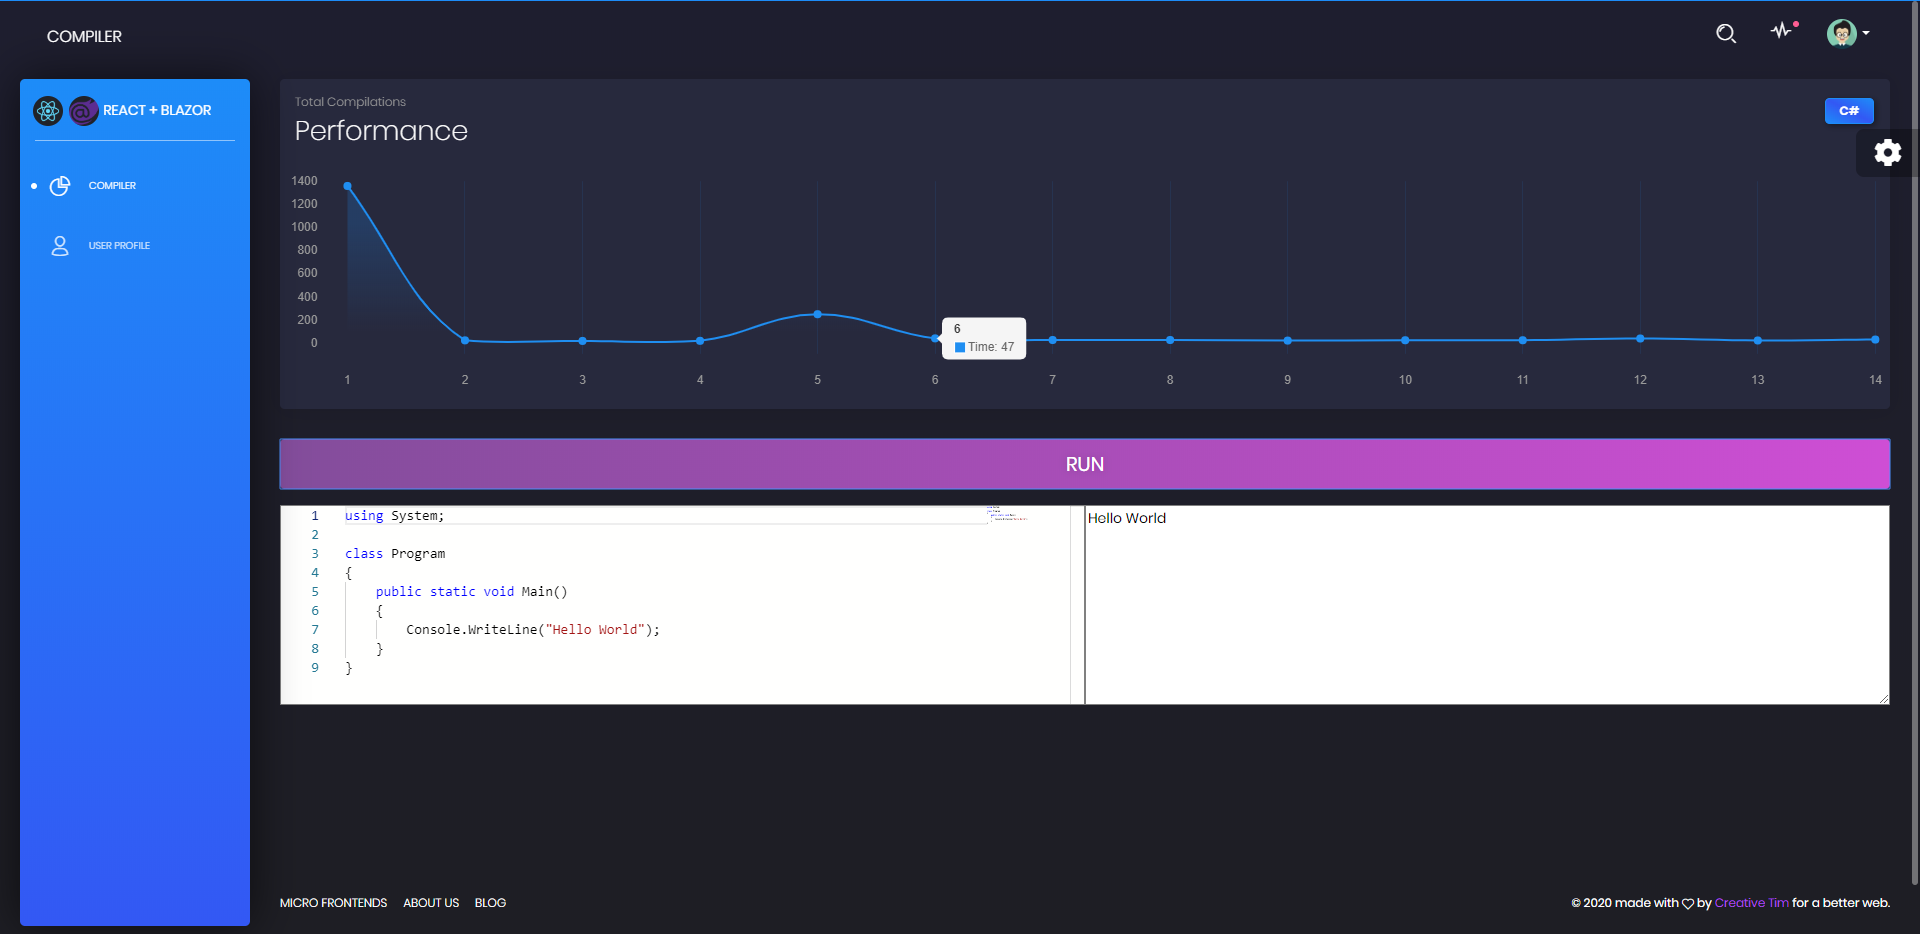 COMPILER
REACT + BLAZOR
COMPILER
USER PROFILE
Total Compilations
Performance
C#
1400
1200
1000
800
600
400
200
0
6
Time: 47
1 2 3 4 5 6 7 8 9 10 11 12 13 14
RUN
1 using System;
2
3 class Program
4 {
5 public static void Main()
6 {
7 Console.WriteLine("Hello World");
8 }
9 }
Hello World
MICRO FRONTENDS ABOUT US BLOG
© 2020 made with by Creative Tim for a better web.